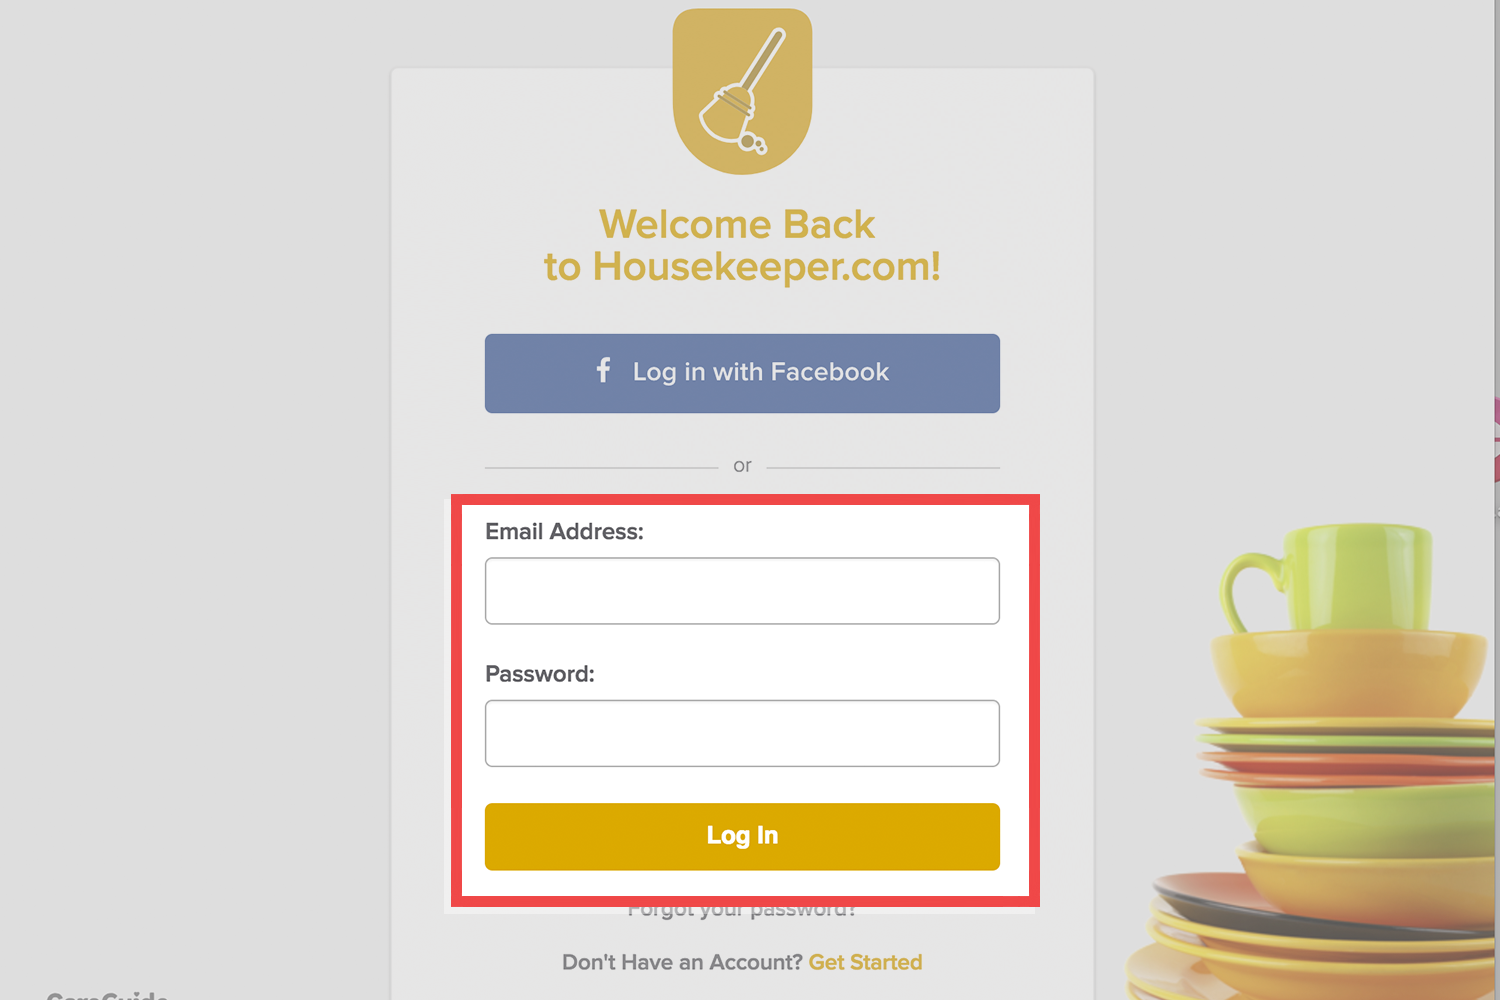 Welcome Back
to Housekeeper.com!
f Log in with Facebook
or
Email Address:
Password:
Log In
Forgot your password?
Don't Have an Account? Get Started
CareGuide